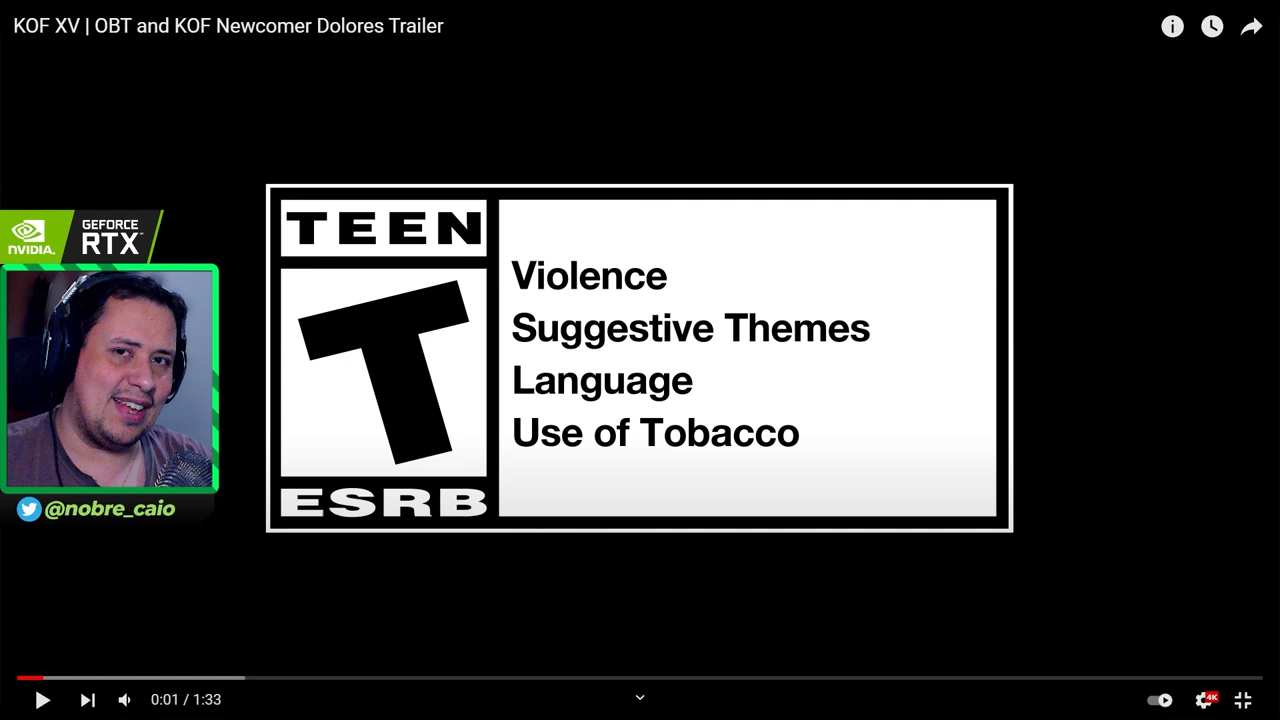 KOF XV | OBT and KOF Newcomer Dolores Trailer
TEEN
T
ESRB
Violence
Suggestive Themes
Language
Use of Tobacco
NVIDIA.
GEFORCE
RTX™
@nobre_caio
0:01 / 1:33
4K